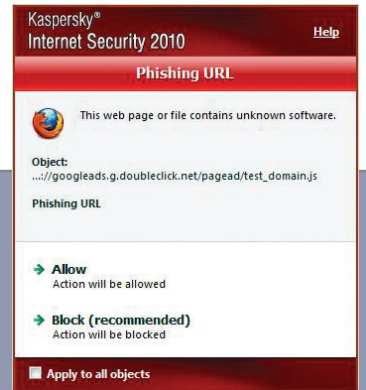 Kaspersky®
Internet Security 2010
Help
Phishing URL
This web page or file contains unknown software.
Object:
...://googleads.g.doubleclick.net/pagead/test_domain.js
Phishing URL
Allow
Action will be allowed
Block (recommended)
Action will be blocked
Apply to all objects